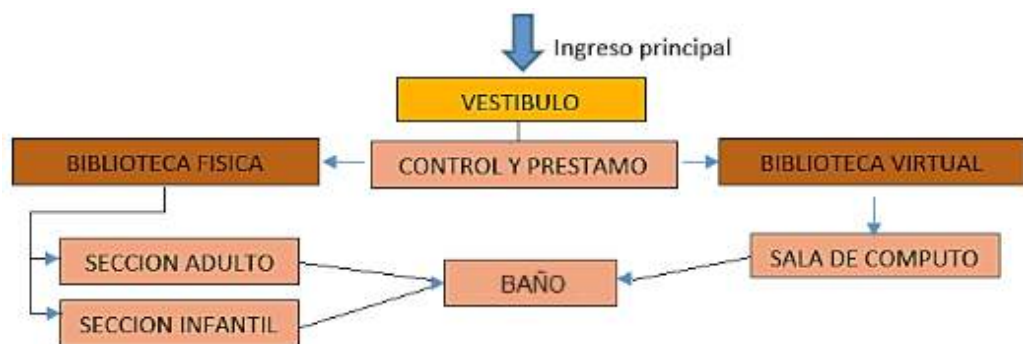 Ingreso principal
VESTIBULO
BIBLIOTECA FISICA
CONTROL Y PRESTAMO
BIBLIOTECA VIRTUAL
SECCION ADULTO
BAÑO
SALA DE COMPUTO
SECCION INFANTIL